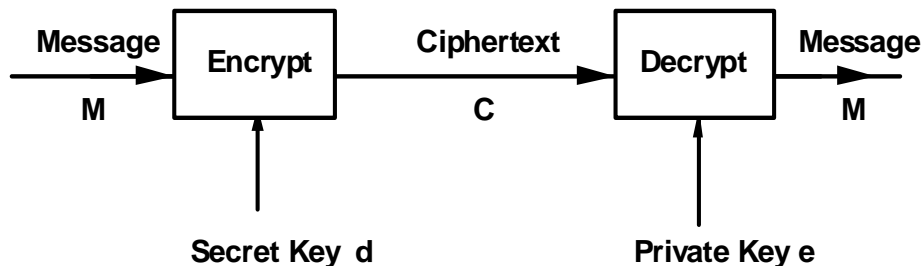 Message Ciphertext Message
Encrypt Decrypt
M C M
Secret Key d Private Key e